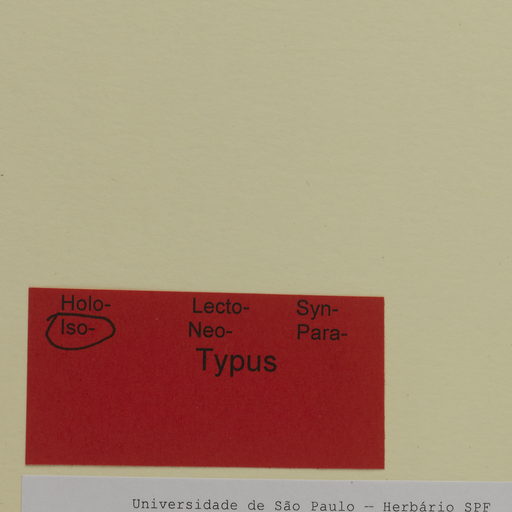 Holo- Lecto- Syn-
Iso- Neo- Para-
Typus
Universidade de São Paulo — Herbário SPF